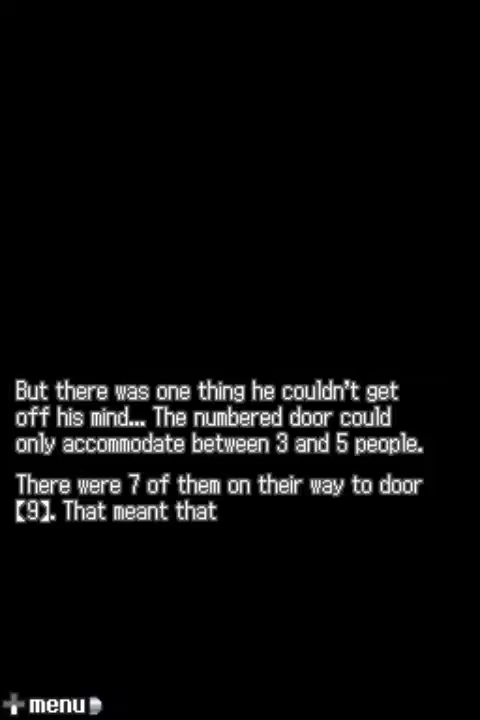 But there was one thing he couldn't get
off his mind... The numbered door could
only accommodate between 3 and 5 people.
There were 7 of them on their way to door
【9】. That meant that
menu